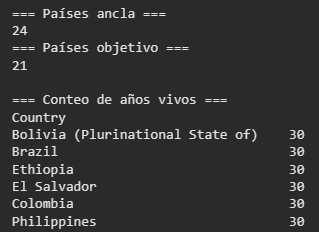 === Países ancla ===
24
=== Países objetivo ===
21

=== Conteo de años vivos ===
Country
Bolivia (Plurinational State of)    30
Brazil                              30
Ethiopia                            30
El Salvador                         30
Colombia                            30
Philippines                         30